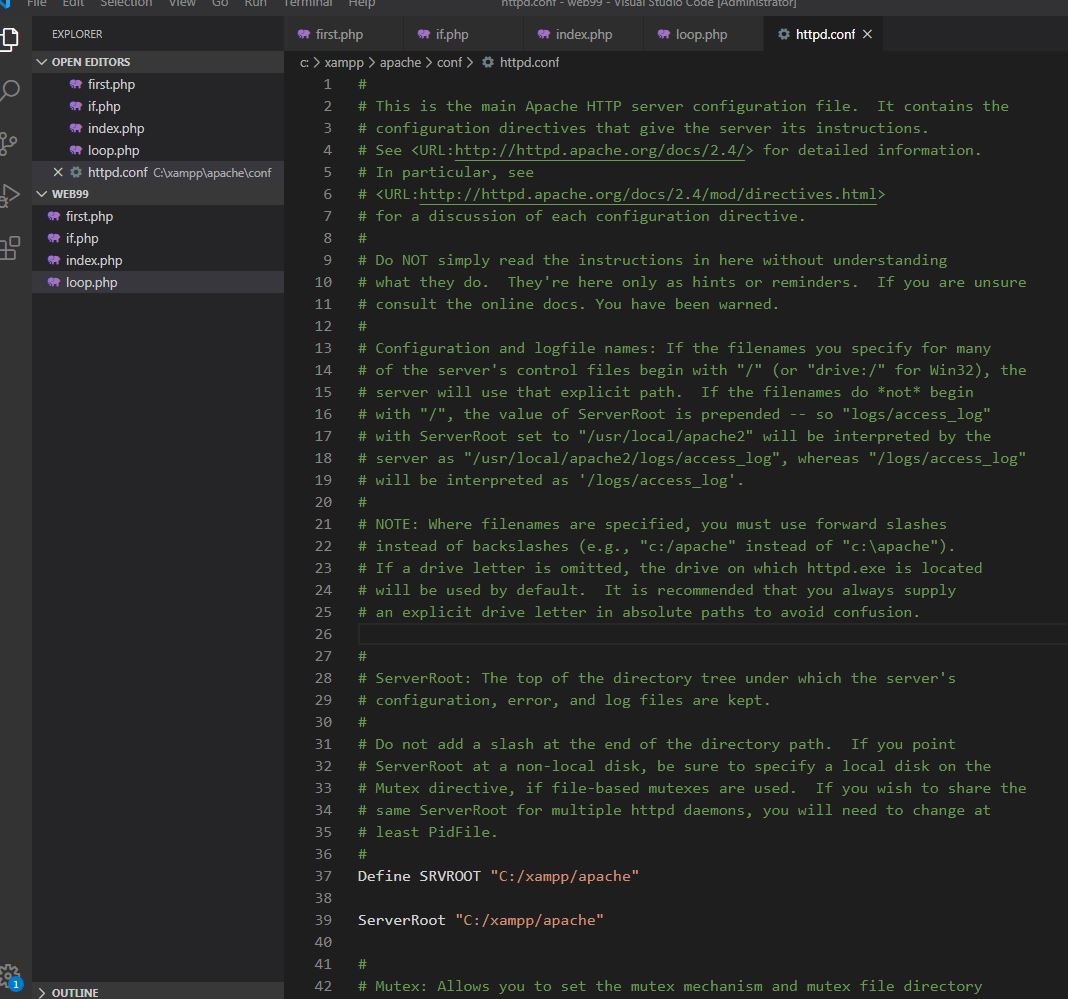 File Edit Selection View Go Run Terminal Help httpd.conf - web99 - Visual Studio Code [Administrator]
EXPLORER
OPEN EDITORS
first.php
if.php
index.php
loop.php
httpd.conf C:\xampp\apache\conf
WEB99
first.php
if.php
index.php
loop.php
OUTLINE
1
first.php if.php index.php loop.php httpd.conf
c: > xampp > apache > conf > httpd.conf
1 #
2 # This is the main Apache HTTP server configuration file.  It contains the
3 # configuration directives that give the server its instructions.
4 # See <URL:http://httpd.apache.org/docs/2.4/> for detailed information.
5 # In particular, see
6 # <URL:http://httpd.apache.org/docs/2.4/mod/directives.html>
7 # for a discussion of each configuration directive.
8 #
9 # Do NOT simply read the instructions in here without understanding
10 # what they do.  They're here only as hints or reminders.  If you are unsure
11 # consult the online docs. You have been warned.
12 #
13 # Configuration and logfile names: If the filenames you specify for many
14 # of the server's control files begin with "/" (or "drive:/" for Win32), the
15 # server will use that explicit path.  If the filenames do *not* begin
16 # with "/", the value of ServerRoot is prepended -- so "logs/access_log"
17 # with ServerRoot set to "/usr/local/apache2" will be interpreted by the
18 # server as "/usr/local/apache2/logs/access_log", whereas "/logs/access_log"
19 # will be interpreted as '/logs/access_log'.
20 #
21 # NOTE: Where filenames are specified, you must use forward slashes
22 # instead of backslashes (e.g., "c:/apache" instead of "c:\apache").
23 # If a drive letter is omitted, the drive on which httpd.exe is located
24 # will be used by default.  It is recommended that you always supply
25 # an explicit drive letter in absolute paths to avoid confusion.
26
27 #
28 # ServerRoot: The top of the directory tree under which the server's
29 # configuration, error, and log files are kept.
30 #
31 # Do not add a slash at the end of the directory path.  If you point
32 # ServerRoot at a non-local disk, be sure to specify a local disk on the
33 # Mutex directive, if file-based mutexes are used.  If you wish to share the
34 # same ServerRoot for multiple httpd daemons, you will need to change at
35 # least PidFile.
36 #
37 Define SRVROOT "C:/xampp/apache"
38
39 ServerRoot "C:/xampp/apache"
40
41 #
42 # Mutex: Allows you to set the mutex mechanism and mutex file directory